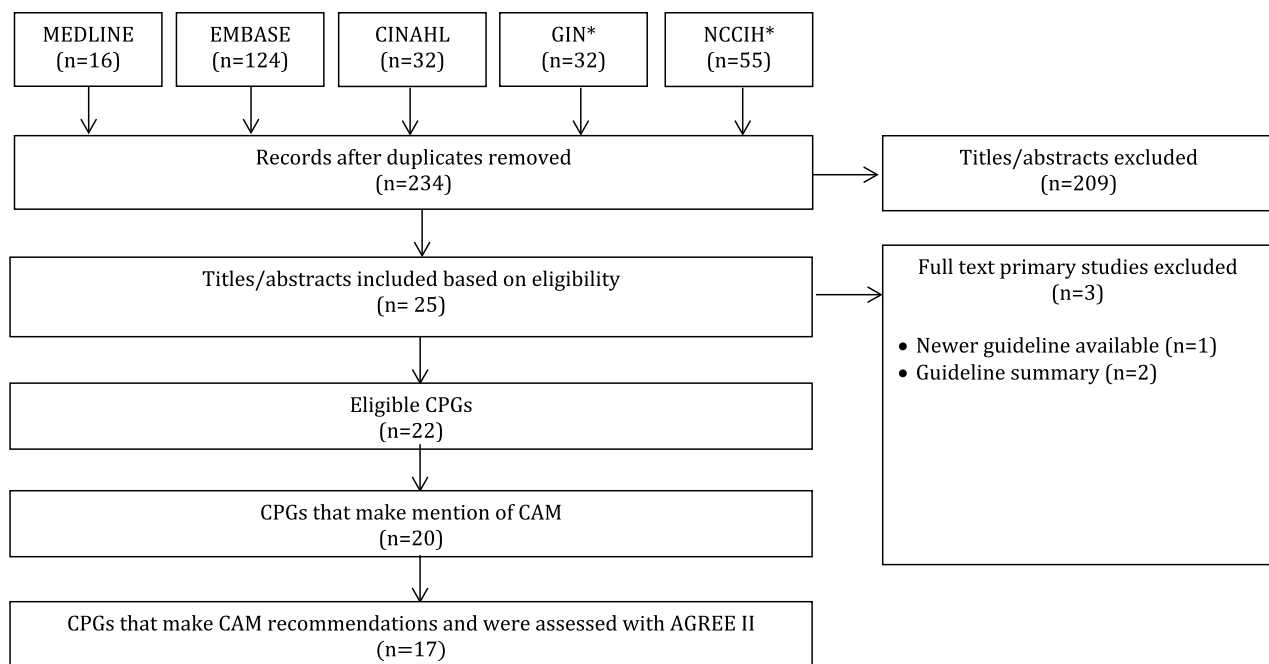 MEDLINE
(n=16)
EMBASE
(n=124)
CINAHL
(n=32)
GIN*
(n=32)
NCCIH*
(n=55)
Records after duplicates removed
(n=234)
Titles/abstracts excluded
(n=209)
Titles/abstracts included based on eligibility
(n= 25)
Full text primary studies excluded
(n=3)
• Newer guideline available (n=1)
• Guideline summary (n=2)
Eligible CPGs
(n=22)
CPGs that make mention of CAM
(n=20)
CPGs that make CAM recommendations and were assessed with AGREE II
(n=17)